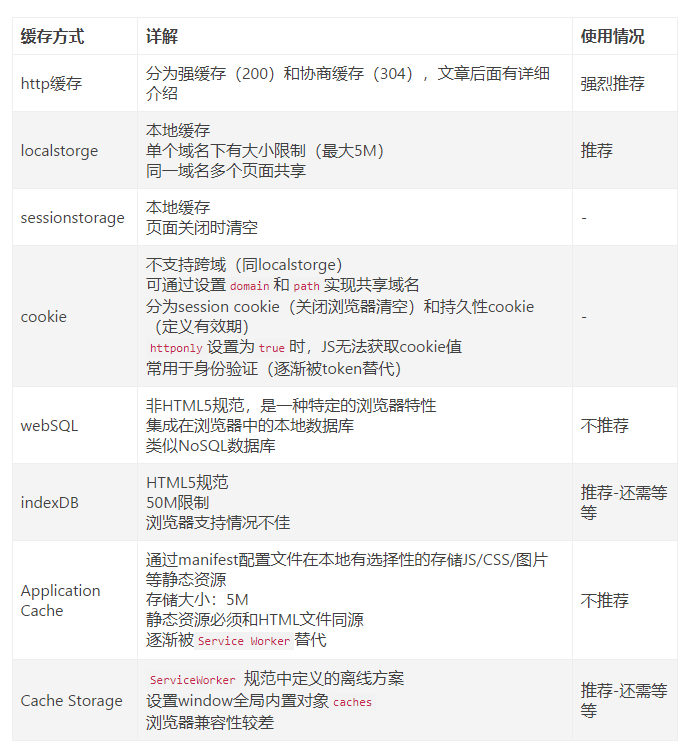 缓存方式 详解 使用情况
http缓存 分为强缓存（200）和协商缓存（304），文章后面有详细 强烈推荐
介绍
localstorge 本地缓存 推荐
单个域名下有大小限制（最大5M）
同一域名多个页面共享
sessionstorage 本地缓存 -
页面关闭时清空
cookie 不支持跨域（同localstorge） -
可通过设置 domain 和 path 实现共享域名
分为session cookie（关闭浏览器清空）和持久性cookie
（定义有效期）
httponly 设置为 true 时，JS无法获取cookie值
常用于身份验证（逐渐被token替代）
webSQL 非HTML5规范，是一种特定的浏览器特性 不推荐
集成在浏览器中的本地数据库
类似NoSQL数据库
indexDB HTML5规范 推荐-还需等
50M限制 等
浏览器支持情况不佳
Application 通过manifest配置文件在本地有选择性的存储JS/CSS/图片 不推荐
Cache 等静态资源
存储大小：5M
静态资源必须和HTML文件同源
逐渐被 Service Worker 替代
Cache Storage ServiceWorker 规范中定义的离线方案 推荐-还需等
设置window全局内置对象 caches 等
浏览器兼容性较差